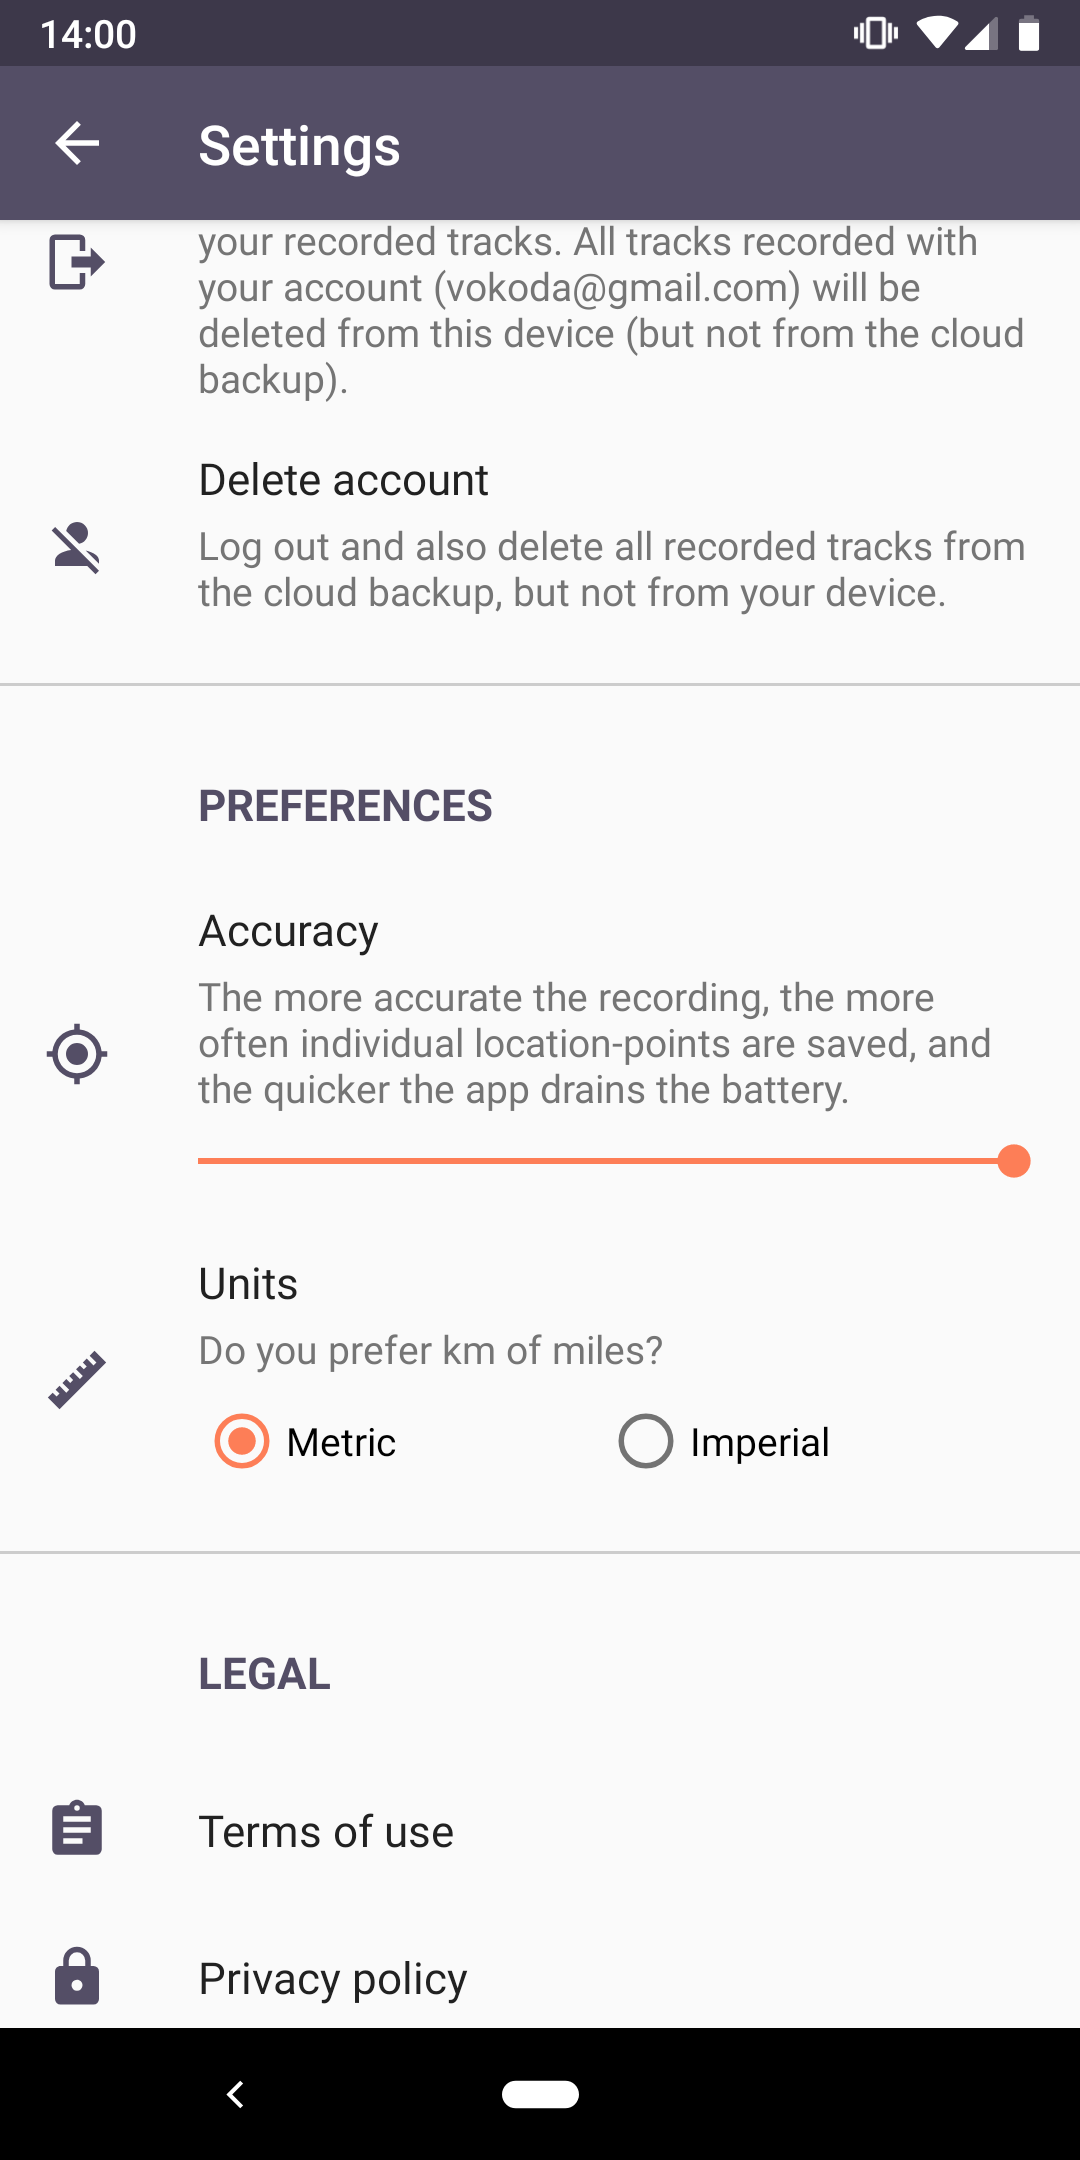 14:00
Settings
your recorded tracks. All tracks recorded with
your account (vokoda@gmail.com) will be
deleted from this device (but not from the cloud
backup).
Delete account
Log out and also delete all recorded tracks from
the cloud backup, but not from your device.
PREFERENCES
Accuracy
The more accurate the recording, the more
often individual location-points are saved, and
the quicker the app drains the battery.
Units
Do you prefer km of miles?
Metric Imperial
LEGAL
Terms of use
Privacy policy